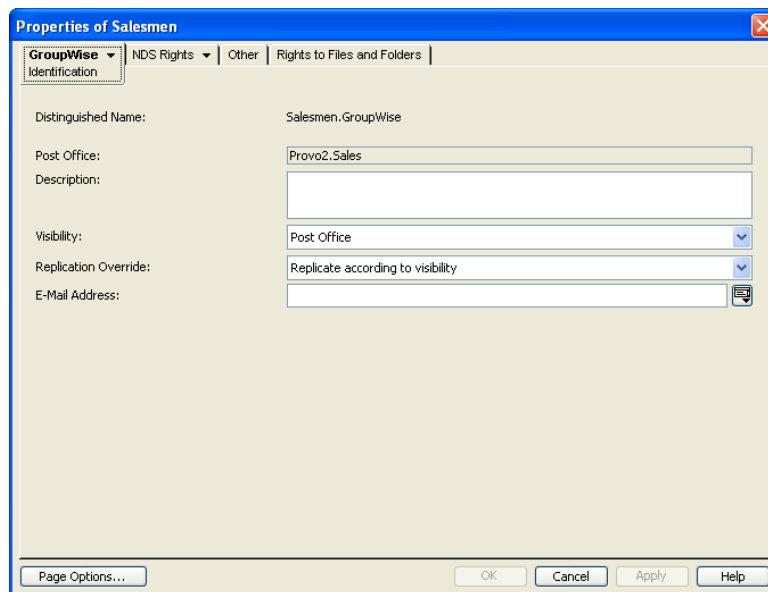 Properties of Salesmen
GroupWise NDS Rights Other Rights to Files and Folders
Identification
Distinguished Name: Salesmen.GroupWise
Post Office: Provo2.Sales
Description:
Visibility: Post Office
Replication Override: Replicate according to visibility
E-Mail Address:
Page Options... OK Cancel Apply Help